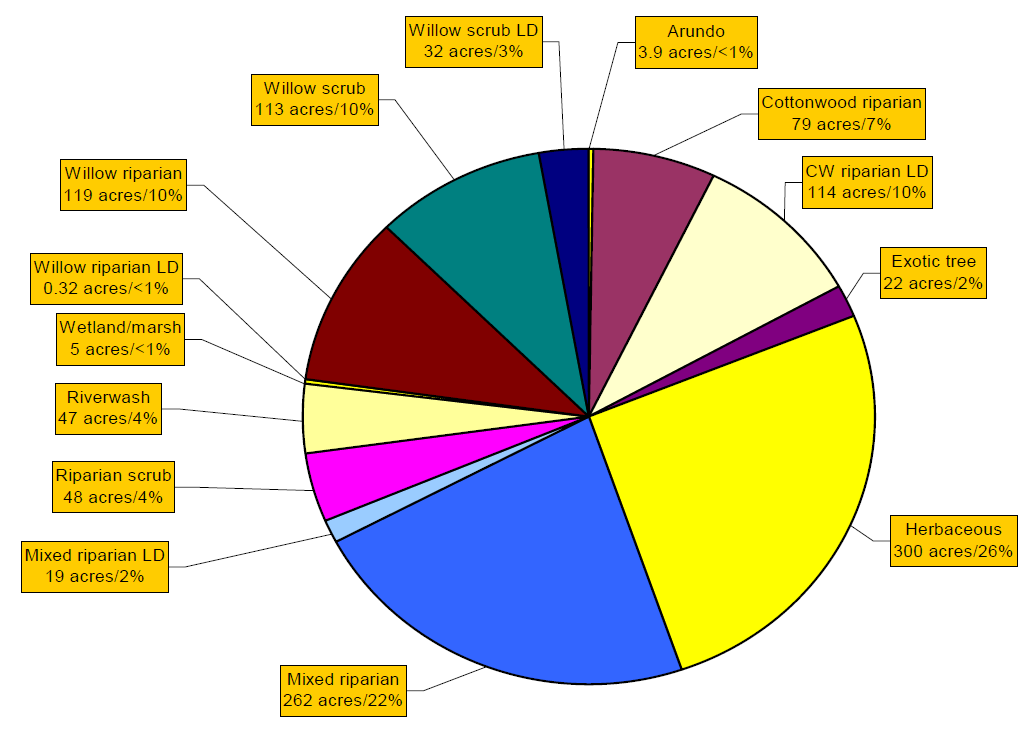 Willow scrub LD
32 acres/3%
Arundo
3.9 acres/<1%
Willow scrub
113 acres/10%
Cottonwood riparian
79 acres/7%
Willow riparian
119 acres/10%
CW riparian LD
114 acres/10%
Willow riparian LD
0.32 acres/<1%
Exotic tree
22 acres/2%
Wetland/marsh
5 acres/<1%
Riverwash
47 acres/4%
Riparian scrub
48 acres/4%
Herbaceous
300 acres/26%
Mixed riparian LD
19 acres/2%
Mixed riparian
262 acres/22%